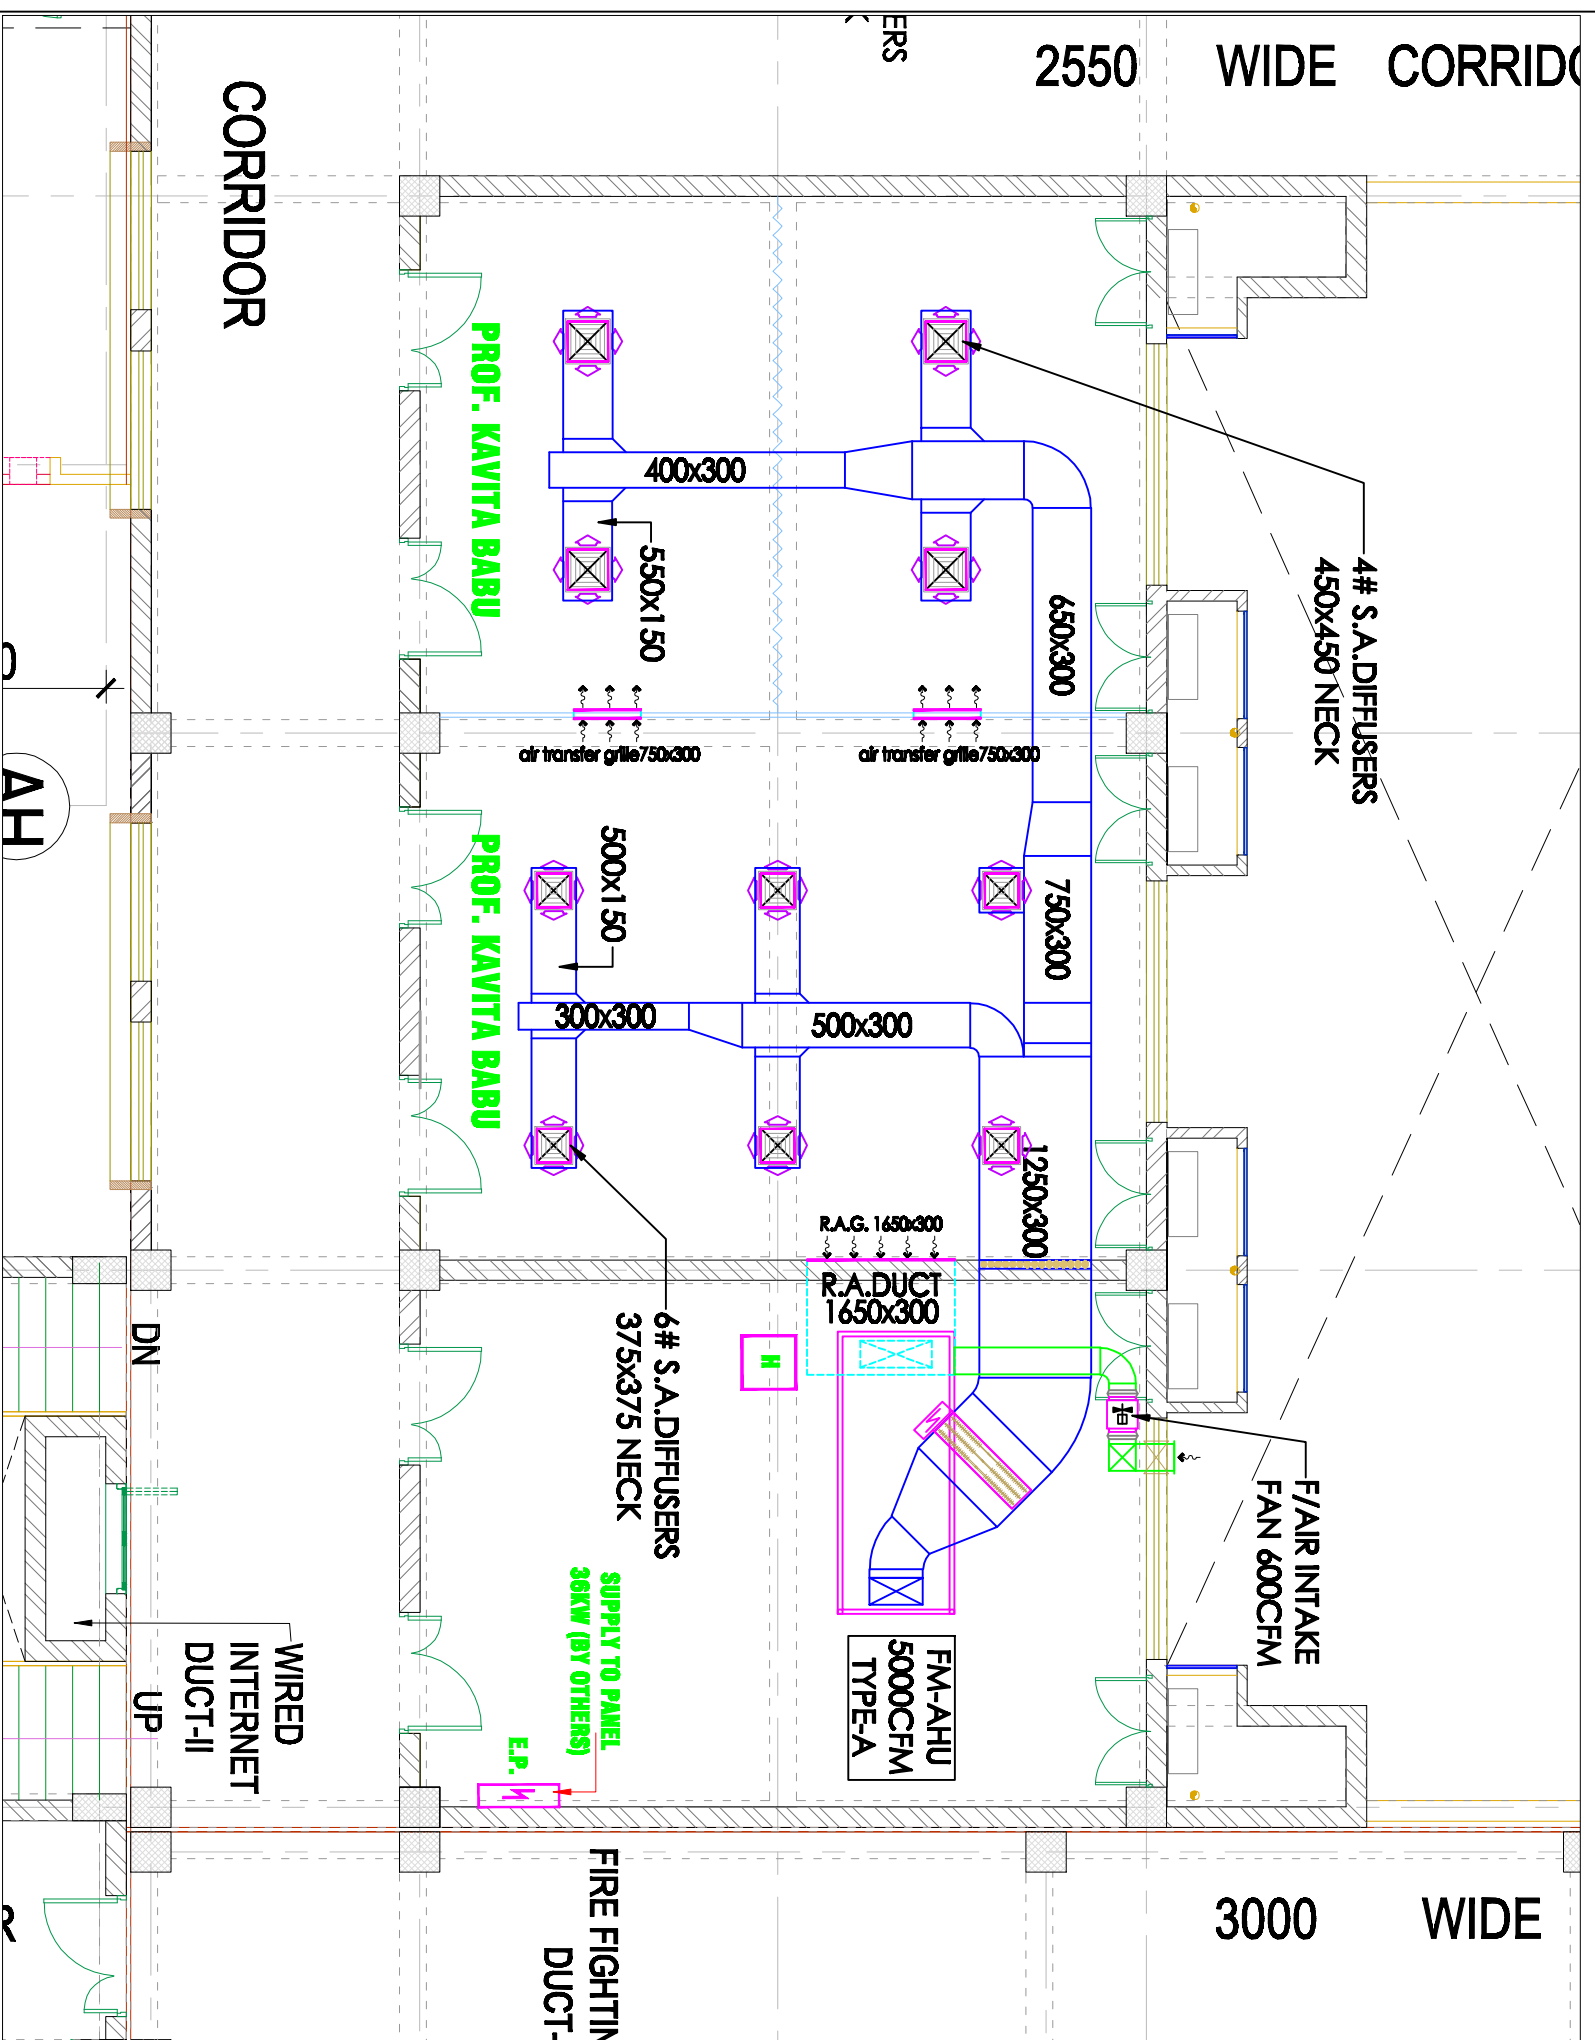 ERS
K
2550 WIDE CORRIDO
CORRIDOR
4# S.A.DIFFUSERS
450x450 NECK
PROF. KAVITA BABU
400x300
550x150
650x300
air transfer grille750x300
air transfer grille750x300
AH
PROF. KAVITA BABU
500x150
750x300
300x300
500x300
1250x300
R.A.G. 1650x300
R.A.DUCT
1650x300
H
6# S.A.DIFFUSERS
375x375 NECK
DN
F/AIR INTAKE
FAN 600CFM
SUPPLY TO PANEL
36KW (BY OTHERS)
FM-AHU
5000CFM
TYPE-A
WIRED
INTERNET
DUCT-II
UP
E.P.
FIRE FIGHTIN
DUCT-
3000 WIDE
R